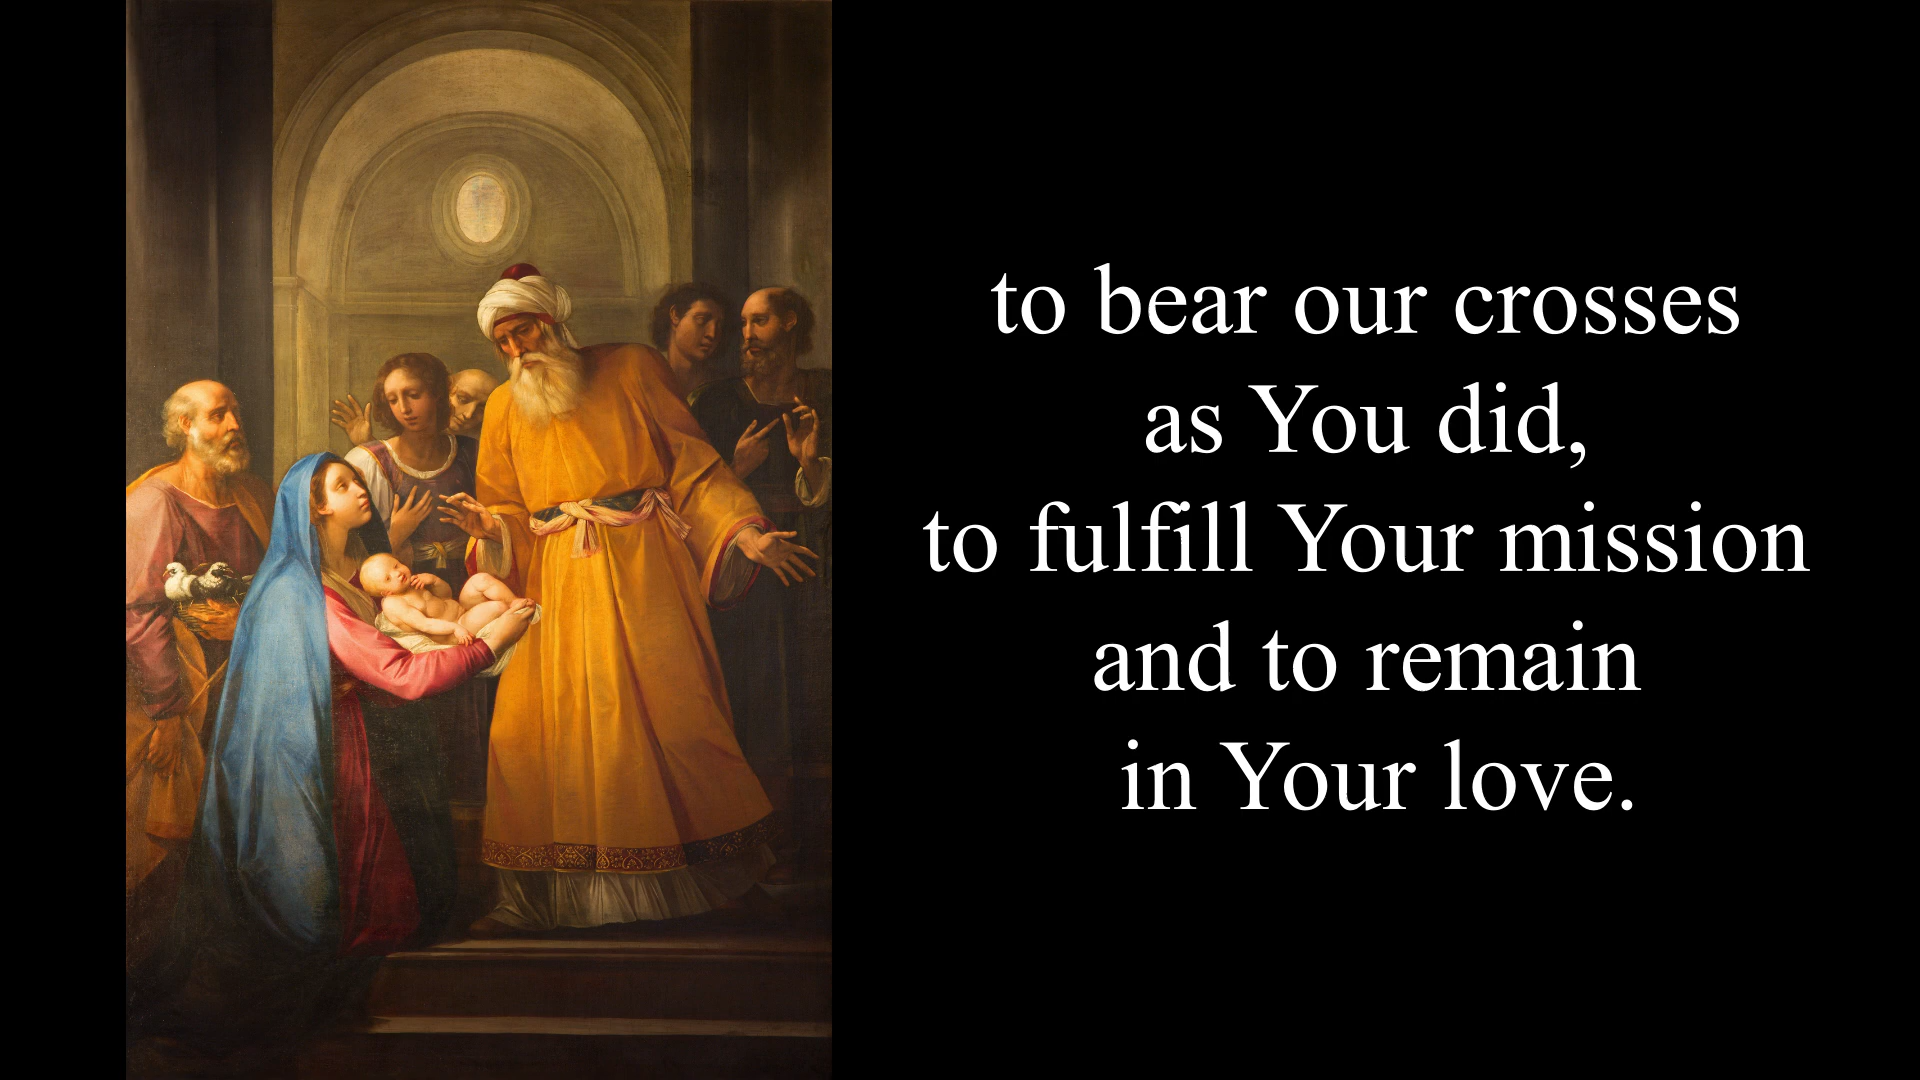 to bear our crosses
as You did,
to fulfill Your mission
and to remain
in Your love.